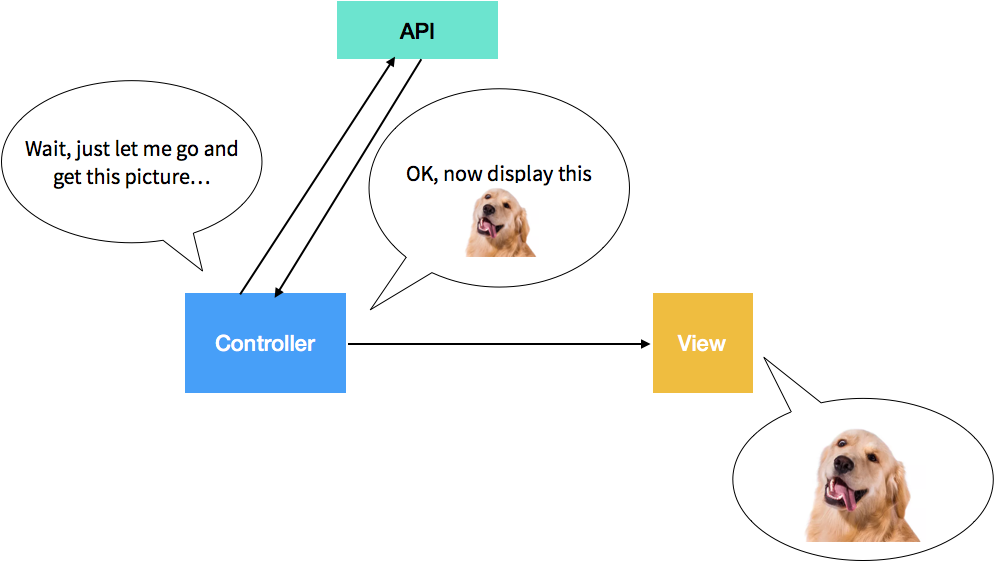 API
Wait, just let me go and
get this picture…
OK, now display this
Controller
View